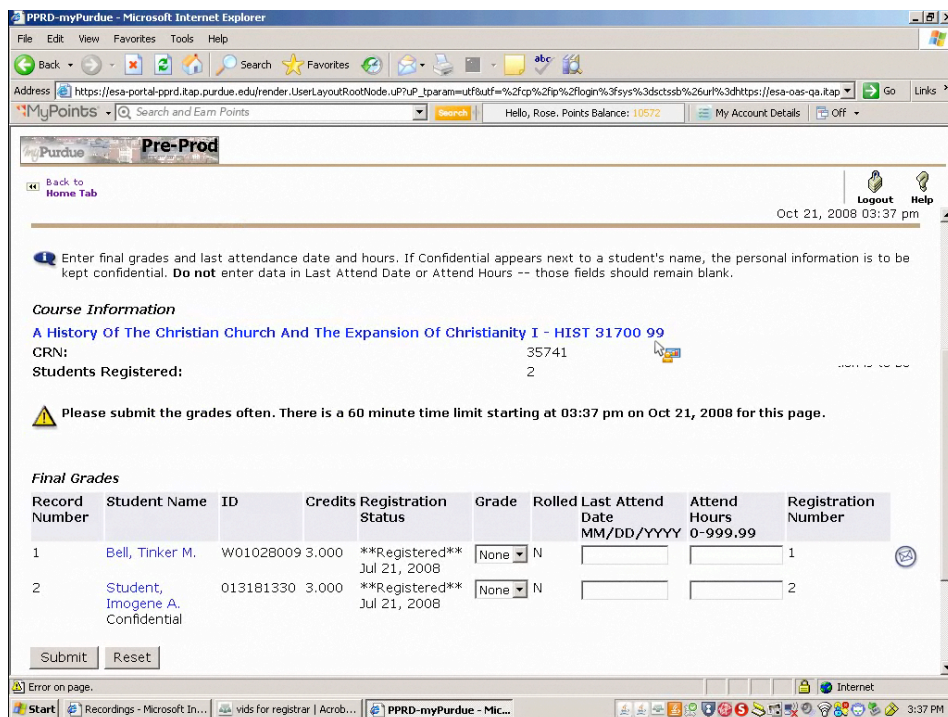 PPRD-myPurdue - Microsoft Internet Explorer
File Edit View Favorites Tools Help
Back Search Favorites
Address https://esa-portal-pprd.itap.purdue.edu/render.UserLayoutRootNode.uP?uP_tparam=utf&utf=%2fcp%2fip%2flogin%3fsys%3dsctssb%26url%3dhttps://esa-oas-qa.itap Go Links »
MyPoints Search and Earn Points Search Hello, Rose. Points Balance: 10572 My Account Details Off
myPurdue Pre-Prod
Back to
Home Tab
Logout Help
Oct 21, 2008 03:37 pm
Enter final grades and last attendance date and hours. If Confidential appears next to a student's name, the personal information is to be
kept confidential. Do not enter data in Last Attend Date or Attend Hours -- those fields should remain blank.
Course Information
A History Of The Christian Church And The Expansion Of Christianity I - HIST 31700 99
CRN: 35741
Students Registered: 2
Please submit the grades often. There is a 60 minute time limit starting at 03:37 pm on Oct 21, 2008 for this page.
Final Grades
Record Student Name ID Credits Registration Grade Rolled Last Attend Attend Registration
Number Status Date Hours Number
MM/DD/YYYY 0-999.99
1 Bell, Tinker M. W01028009 3.000 **Registered** None N 1
Jul 21, 2008
2 Student, 013181330 3.000 **Registered** None N 2
Imogene A. Jul 21, 2008
Confidential
Submit Reset
Error on page. Internet
Start Recordings - Microsoft In... vids for registrar | Acrob... PPRD-myPurdue - Mic... 3:37 PM